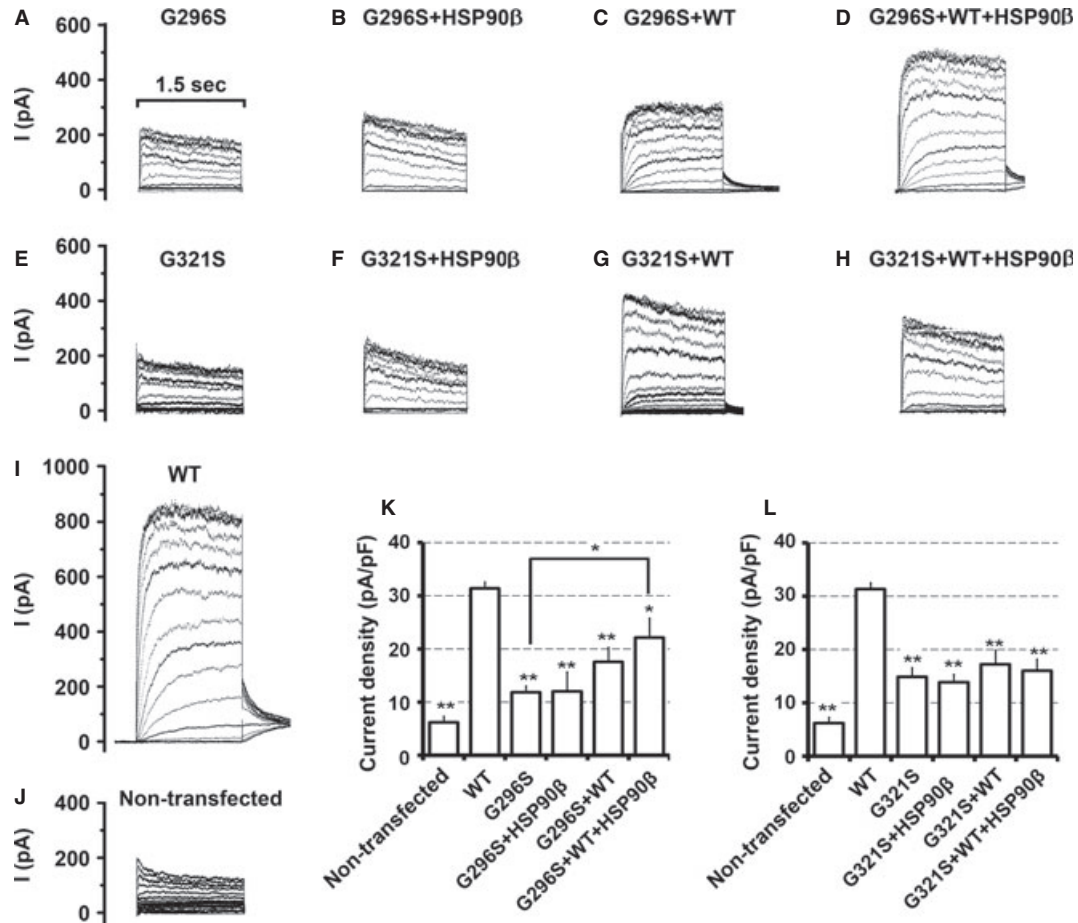 A G296S
B G296S+HSP90β
C G296S+WT
D G296S+WT+HSP90β
600
400
200
0
I (pA)
1.5 sec
E G321S
F G321S+HSP90β
G G321S+WT
H G321S+WT+HSP90β
600
400
200
0
I (pA)
I WT
1000
800
600
400
200
0
I (pA)
J Non-transfected
400
200
0
I (pA)
K
40
30
20
10
0
Current density (pA/pF)
** ** ** ** * *
Non-transfected
WT
G296S
G296S+HSP90β
G296S+WT
G296S+WT+HSP90β
L
40
30
20
10
0
Current density (pA/pF)
** ** ** ** **
Non-transfected
WT
G321S
G321S+HSP90β
G321S+WT
G321S+WT+HSP90β